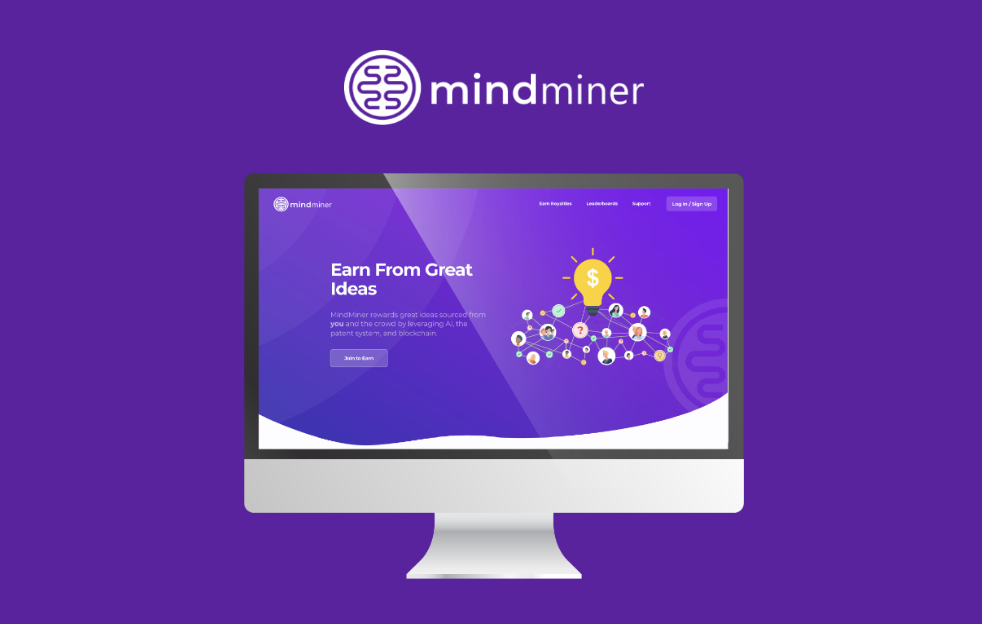 mindminer
mindminer
Earn Royalties
Leaderboards
Support
Log In / Sign Up
Earn From Great
Ideas
$
MindMiner rewards great ideas sourced from
you and the crowd by leveraging AI, the
patent system, and blockchain.
?
Join to Earn